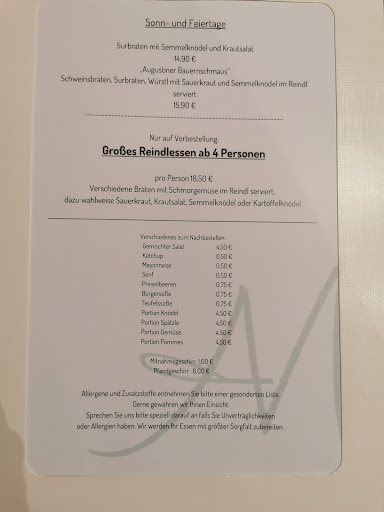 Sonn- und Feiertage
Surbraten mit Semmelknödel und Krautsalat
14,90 €
„Augustiner Bauernschmaus"
Schweinsbraten, Surbraten, Würstl mit Sauerkraut und Semmelknödel im Reindl
serviert
15,90 €
Nur auf Vorbestellung:
Großes Reindlessen ab 4 Personen
pro Person 18,50 €
Verschiedene Braten mit Schmorgemüse im Reindl serviert,
dazu wahlweise Sauerkraut, Krautsalat, Semmelknödel oder Kartoffelknödel
Verschiedenes zum Nachbestellen:
Gemischter Salat 4,50 €
Ketchup 0,50 €
Mayonnaise 0,50 €
Senf 0,50 €
Preiselbeeren 0,75 €
Burgersoße 0,75 €
Teufelssoße 0,75 €
Portion Knödel 4,50 €
Portion Spätzle 4,50 €
Portion Gemüse 4,50 €
Portion Pommes 4,50 €
Mitnahmegeschirr 1,00 €
Pfandgeschirr 6,00 €
Allergene und Zusatzstoffe entnehmen Sie bitte einer gesonderten Liste.
Gerne gewähren wir Ihnen Einsicht.
Sprechen Sie uns bitte speziell darauf an falls Sie Unverträglichkeiten
oder Allergien haben. Wir werden Ihr Essen mit größter Sorgfalt zubereiten.